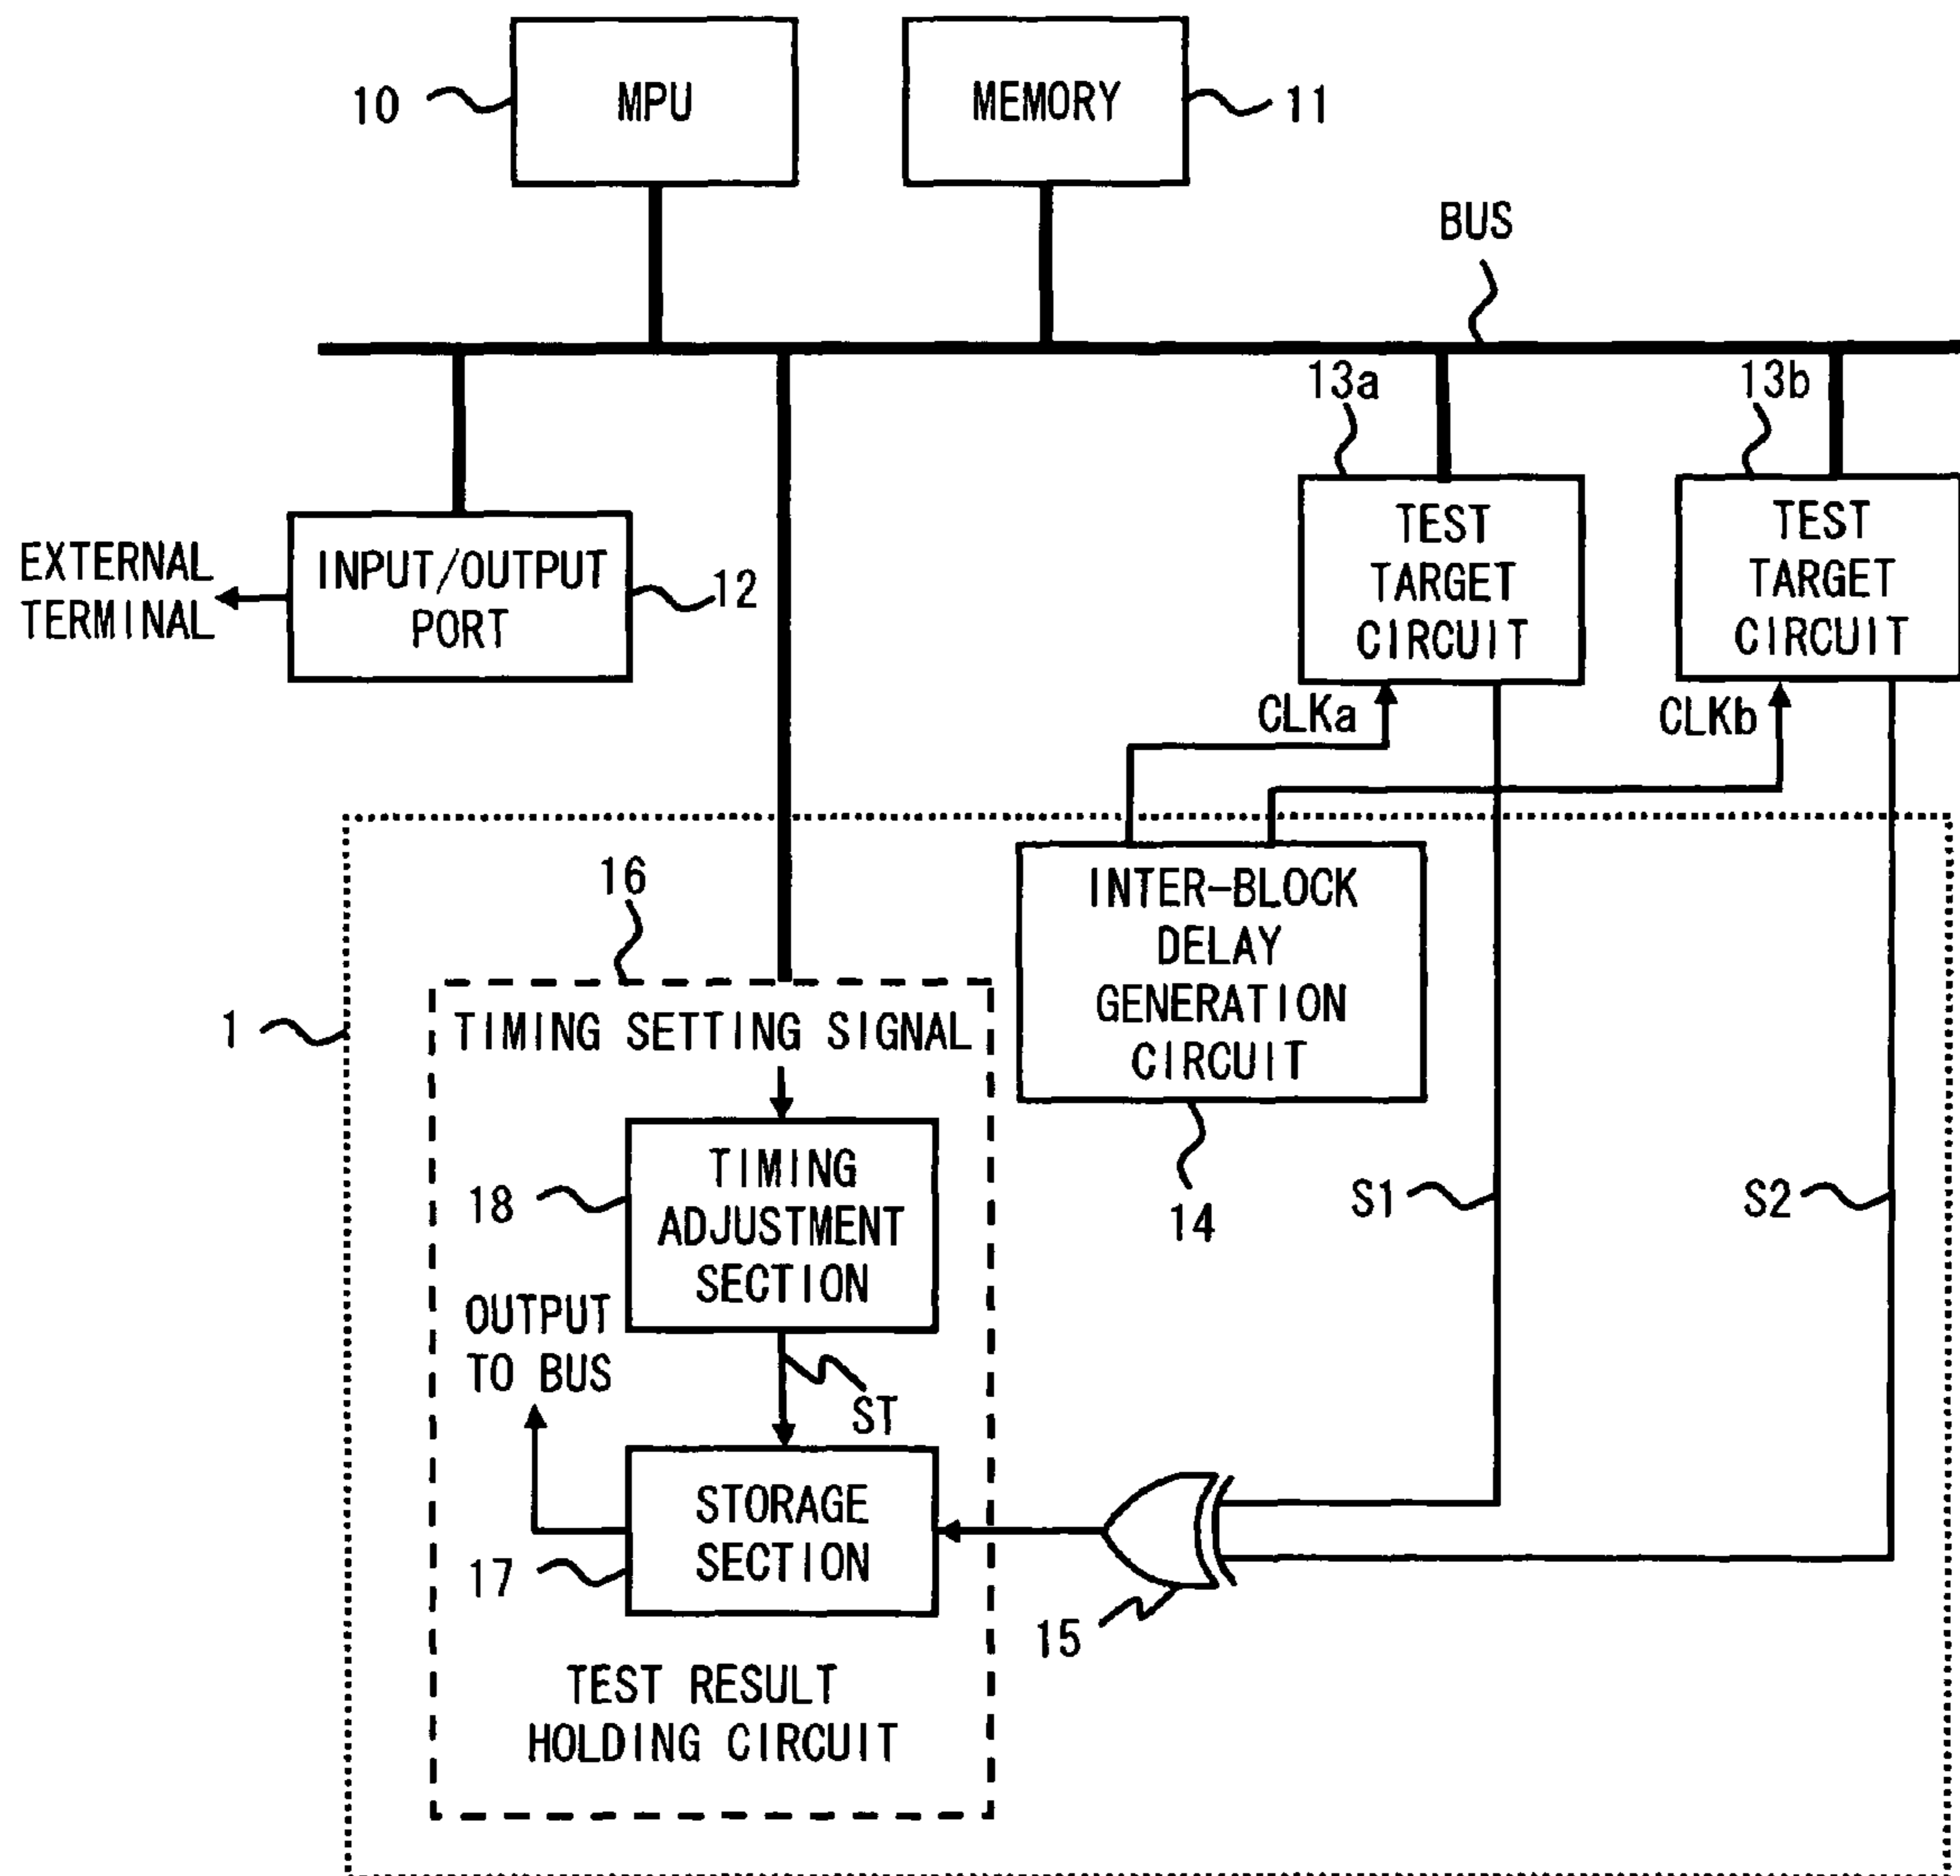 MPU
10
MEMORY
11
BUS
13a
13b
EXTERNAL
TERMINAL
INPUT/OUTPUT
PORT
12
TEST
TARGET
CIRCUIT
TEST
TARGET
CIRCUIT
CLKa
CLKb
16
INTER-BLOCK
DELAY
GENERATION
CIRCUIT
14
1
TIMING SETTING SIGNAL
TIMING
ADJUSTMENT
SECTION
18
S1
S2
OUTPUT
TO BUS
ST
STORAGE
SECTION
17
15
TEST RESULT
HOLDING CIRCUIT